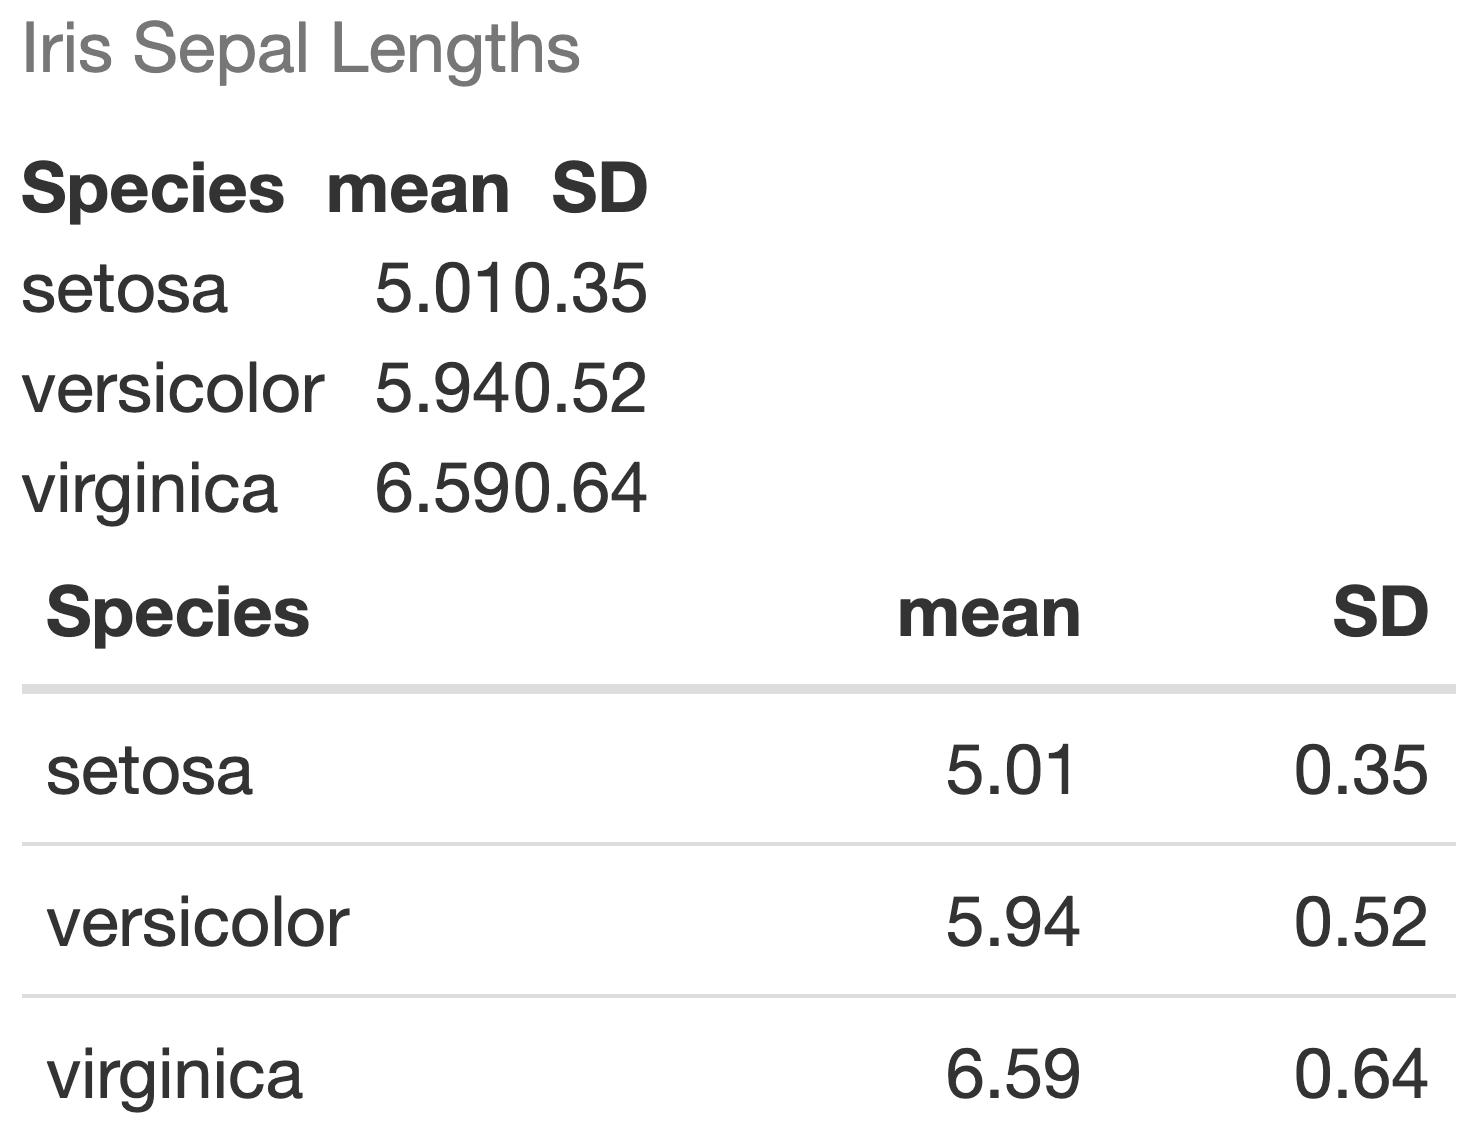 Iris Sepal Lengths
Species mean SD
setosa 5.01 0.35
versicolor 5.94 0.52
virginica 6.59 0.64
Species mean SD
setosa 5.01 0.35
versicolor 5.94 0.52
virginica 6.59 0.64